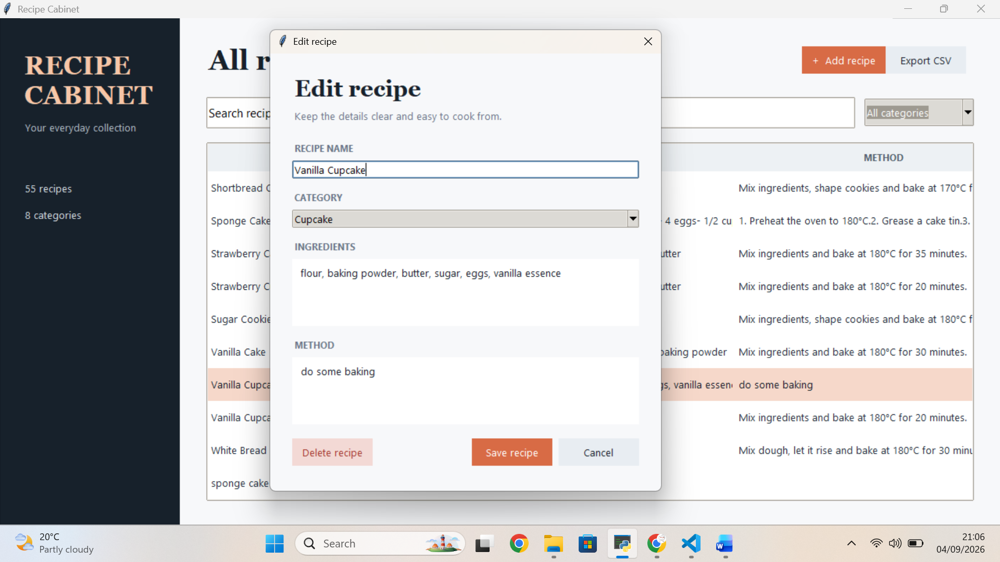 Recipe Cabinet
RECIPE
CABINET
Your everyday collection
55 recipes
8 categories
All r
+ Add recipe
Export CSV
Search recip
All categories
METHOD
Shortbread C
Mix ingredients, shape cookies and bake at 170°C f
Sponge Cake
- 4 eggs- 1/2 cu
1. Preheat the oven to 180°C.2. Grease a cake tin.3.
Strawberry C
utter
Mix ingredients and bake at 180°C for 35 minutes.
Strawberry C
utter
Mix ingredients and bake at 180°C for 20 minutes.
Sugar Cookie
Mix ingredients, shape cookies and bake at 180°C f
Vanilla Cake
baking powder
Mix ingredients and bake at 180°C for 30 minutes.
Vanilla Cupca
gs, vanilla essen
do some baking
Vanilla Cupca
Mix ingredients and bake at 180°C for 20 minutes.
White Bread
Mix dough, let it rise and bake at 180°C for 30 minu
sponge cake
Edit recipe
Edit recipe
Keep the details clear and easy to cook from.
RECIPE NAME
Vanilla Cupcake
CATEGORY
Cupcake
INGREDIENTS
flour, baking powder, butter, sugar, eggs, vanilla essence
METHOD
do some baking
Delete recipe
Save recipe
Cancel
20°C
Partly cloudy
Search
W
21:06
04/09/2026